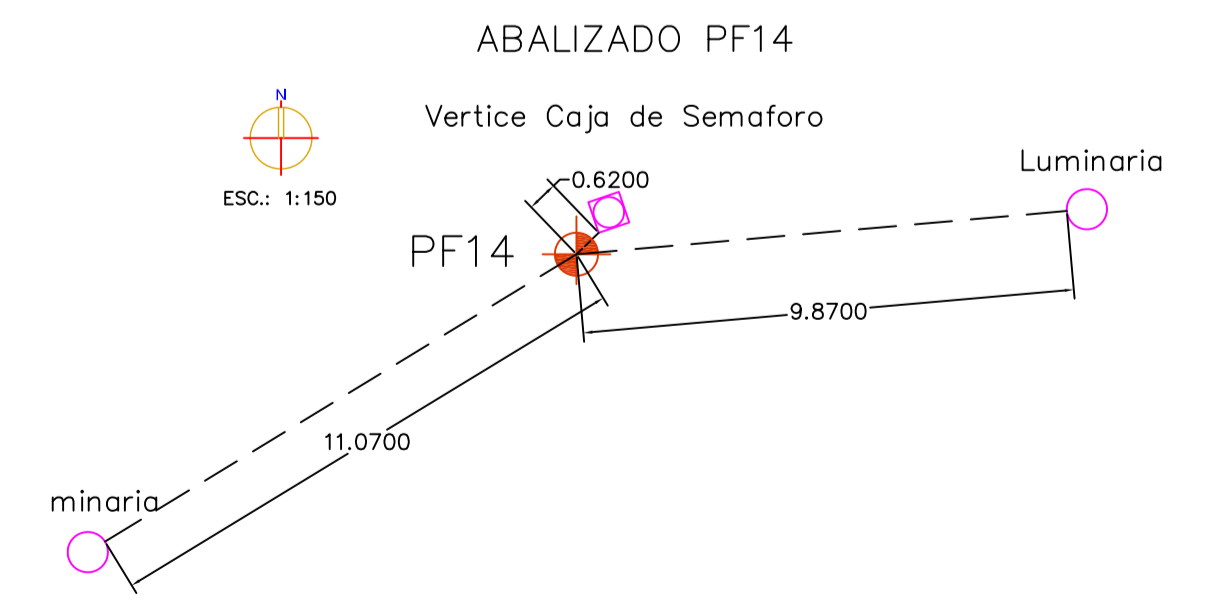 ABALIZADO PF14
N
Vertice Caja de Semaforo
Luminaria
0.6200
ESC.: 1:150
PF14
9.8700
11.0700
minaria